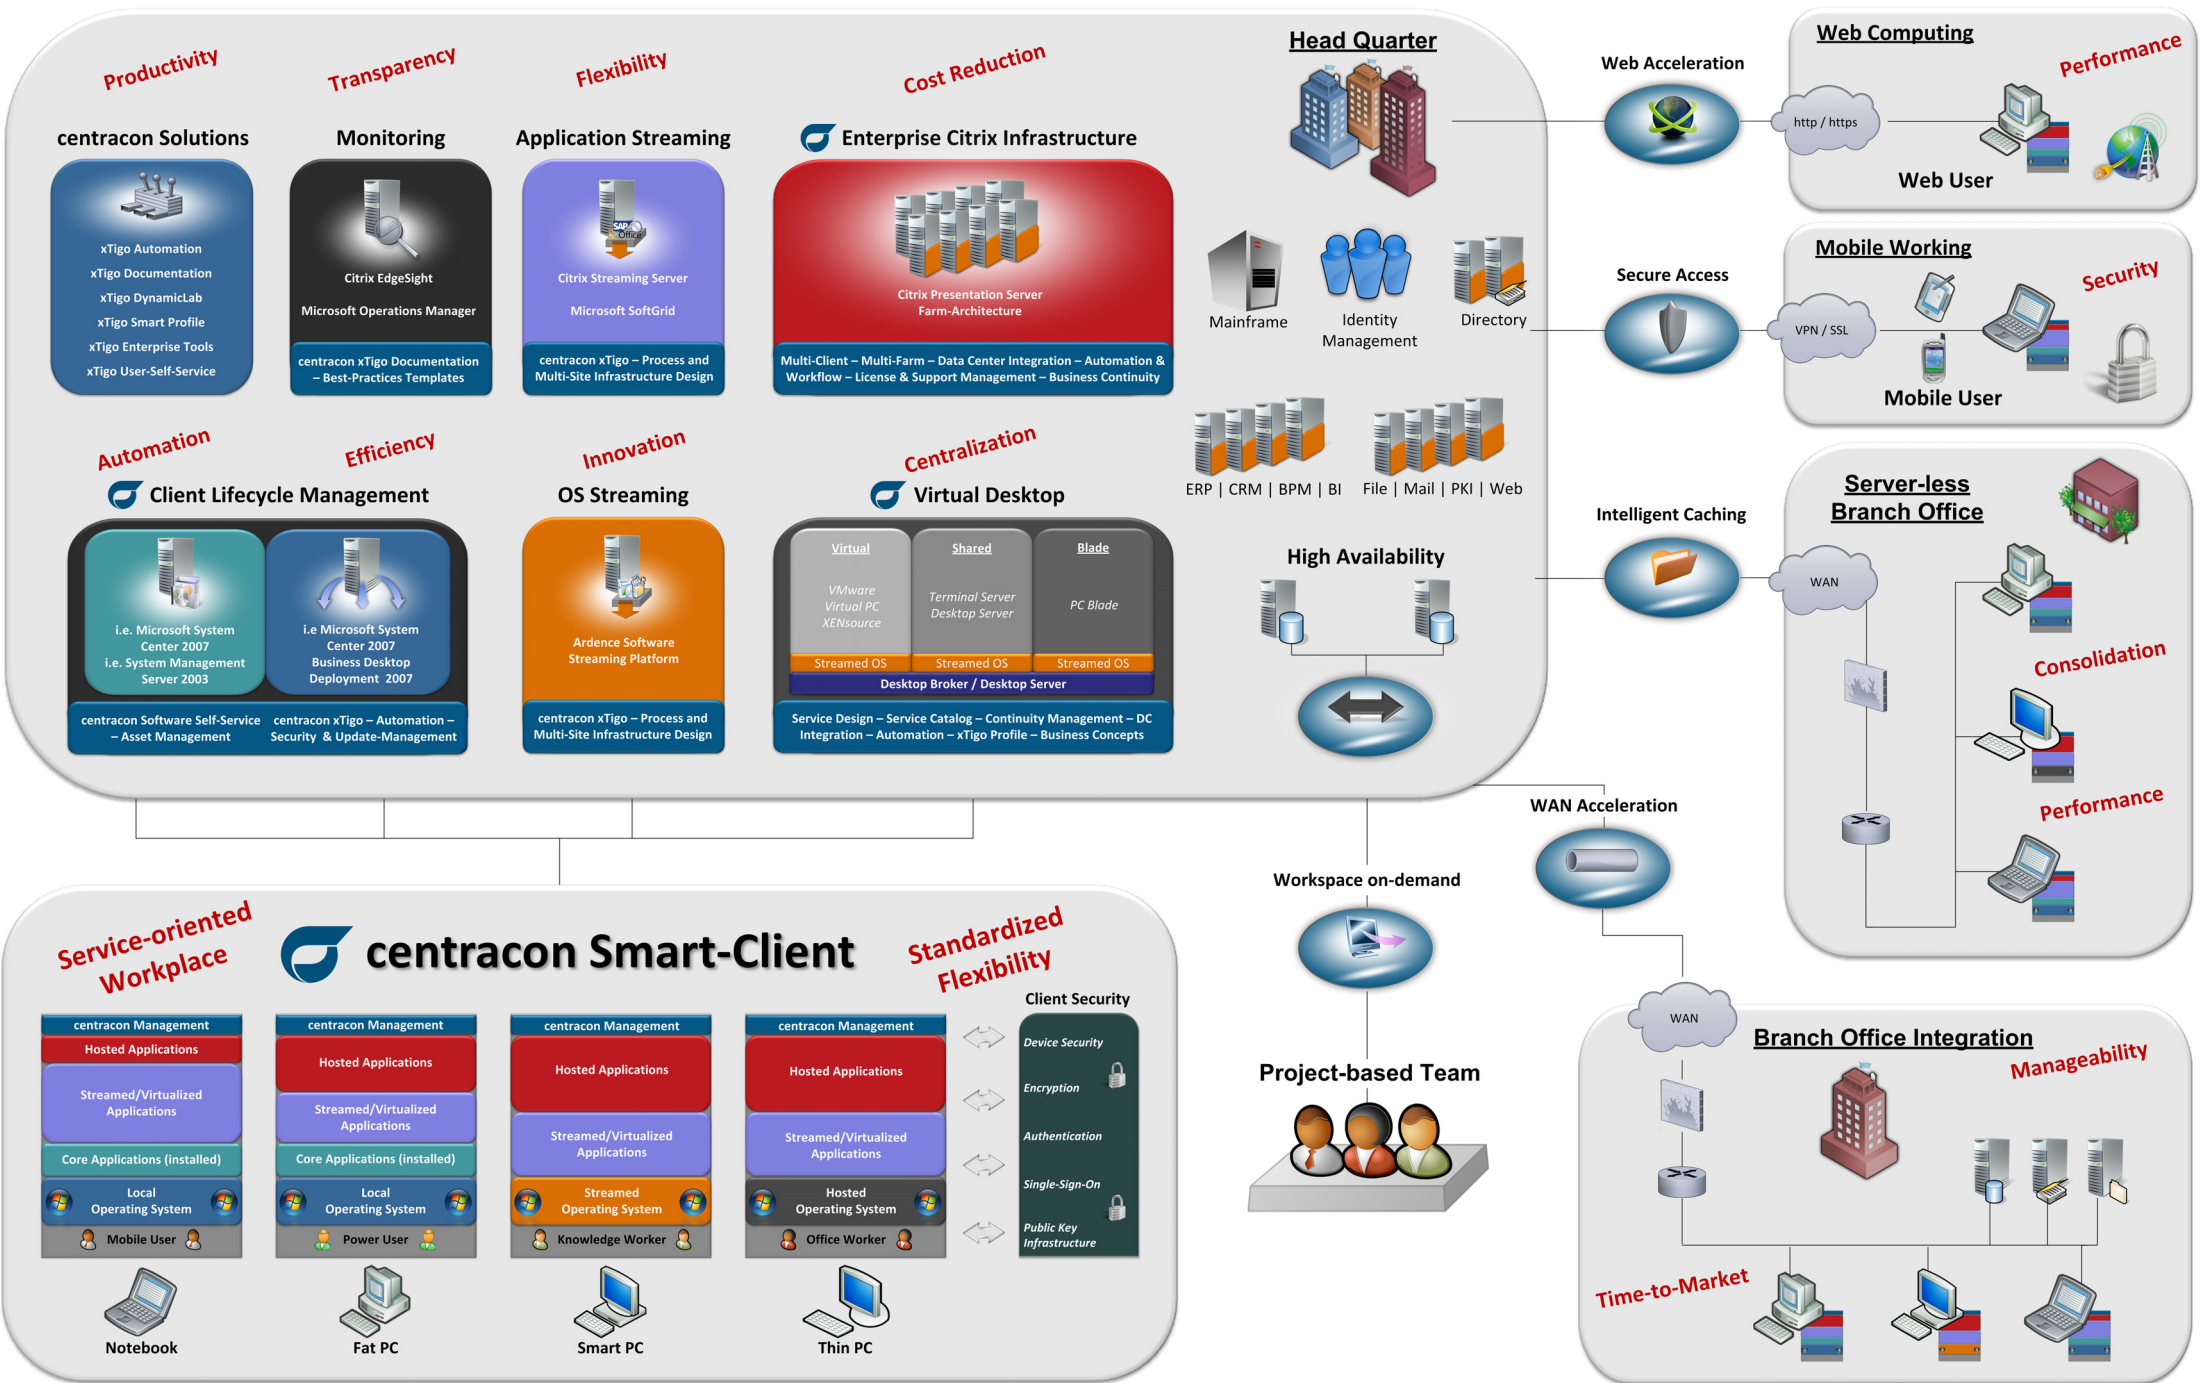 Productivity
Transparency
Flexibility
Cost Reduction
centracon Solutions
xTigo Automation
xTigo Documentation
xTigo DynamicLab
xTigo Smart Profile
xTigo Enterprise Tools
xTigo User-Self-Service
Monitoring
Citrix EdgeSight
Microsoft Operations Manager
centracon xTigo Documentation
– Best-Practices Templates
Application Streaming
SAP
Office
Citrix Streaming Server
Microsoft SoftGrid
centracon xTigo – Process and
Multi-Site Infrastructure Design
Enterprise Citrix Infrastructure
Citrix Presentation Server
Farm-Architecture
Multi-Client – Multi-Farm – Data Center Integration – Automation &
Workflow – License & Support Management – Business Continuity
Automation
Efficiency
Innovation
Centralization
Client Lifecycle Management
i.e. Microsoft System
Center 2007
i.e. System Management
Server 2003
i.e Microsoft System
Center 2007
Business Desktop
Deployment 2007
centracon Software Self-Service
– Asset Management
centracon xTigo – Automation –
Security & Update-Management
OS Streaming
Ardence Software
Streaming Platform
centracon xTigo – Process and
Multi-Site Infrastructure Design
Virtual Desktop
Virtual
VMware
Virtual PC
XENsource
Streamed OS
Shared
Terminal Server
Desktop Server
Streamed OS
Blade
PC Blade
Streamed OS
Desktop Broker / Desktop Server
Service Design – Service Catalog – Continuity Management – DC
Integration – Automation – xTigo Profile – Business Concepts
Head Quarter
Mainframe
Identity
Management
Directory
ERP | CRM | BPM | BI
File | Mail | PKI | Web
High Availability
Web Acceleration
http / https
Web Computing
Performance
Web User
Secure Access
VPN / SSL
Mobile Working
Security
Mobile User
Intelligent Caching
WAN
Server-less
Branch Office
Consolidation
Performance
WAN Acceleration
WAN
Branch Office Integration
Manageability
Time-to-Market
Workspace on-demand
Project-based Team
Service-oriented
Workplace
centracon Smart-Client
Standardized
Flexibility
centracon Management
Hosted Applications
Streamed/Virtualized
Applications
Core Applications (installed)
Local
Operating System
Mobile User
Notebook
centracon Management
Hosted Applications
Streamed/Virtualized
Applications
Core Applications (installed)
Local
Operating System
Power User
Fat PC
centracon Management
Hosted Applications
Streamed/Virtualized
Applications
Streamed
Operating System
Knowledge Worker
Smart PC
centracon Management
Hosted Applications
Streamed/Virtualized
Applications
Hosted
Operating System
Office Worker
Thin PC
Client Security
Device Security
Encryption
Authentication
Single-Sign-On
Public Key
Infrastructure